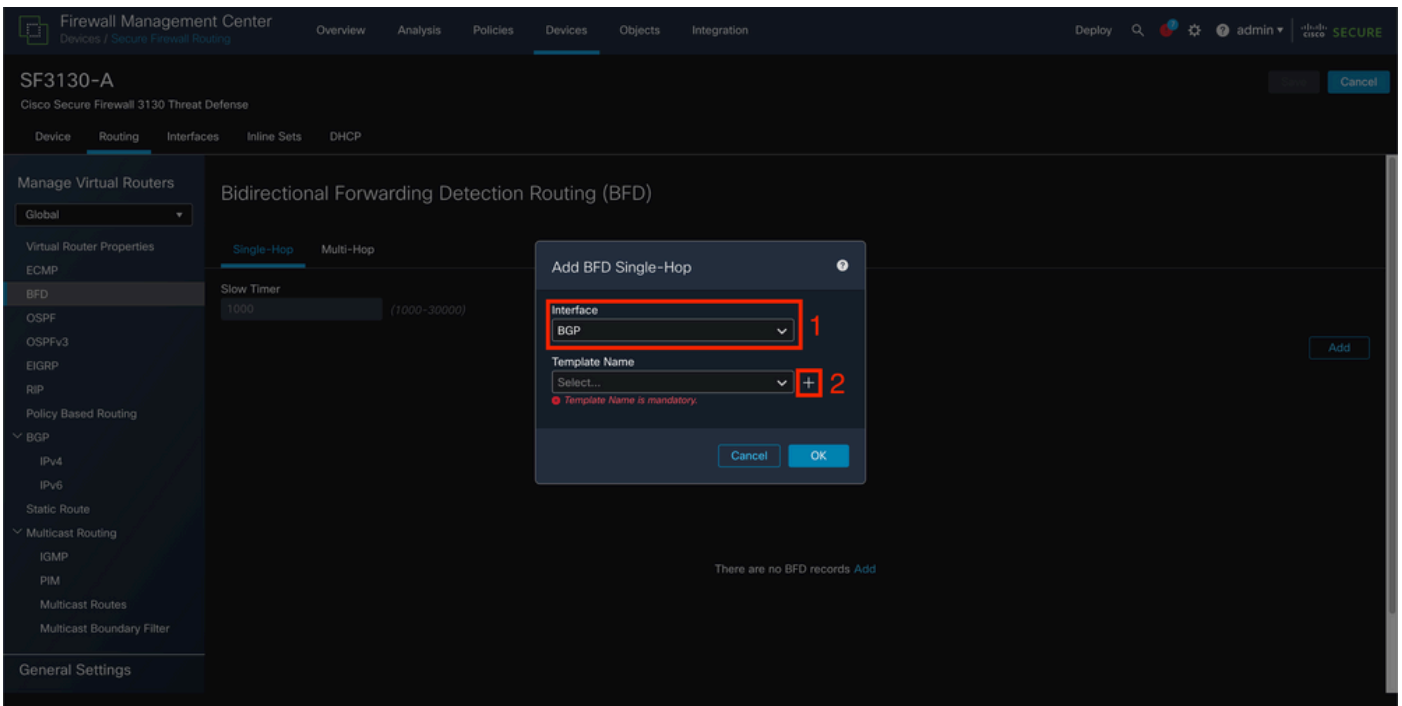 Firewall Management Center
Devices / Secure Firewall Routing
Overview Analysis Policies Devices Objects Integration
Deploy admin SECURE
cisco
SF3130-A
Cisco Secure Firewall 3130 Threat Defense
Save Cancel
Device Routing Interfaces Inline Sets DHCP
Manage Virtual Routers
Global
Virtual Router Properties
ECMP
BFD
OSPF
OSPFv3
EIGRP
RIP
Policy Based Routing
BGP
IPv4
IPv6
Static Route
Multicast Routing
IGMP
PIM
Multicast Routes
Multicast Boundary Filter
General Settings
Bidirectional Forwarding Detection Routing (BFD)
Single-Hop Multi-Hop
Slow Timer
1000 (1000-30000)
Add
There are no BFD records Add
Add BFD Single-Hop
Interface
BGP
1
Template Name
Select...
+ 2
Template Name is mandatory.
Cancel OK